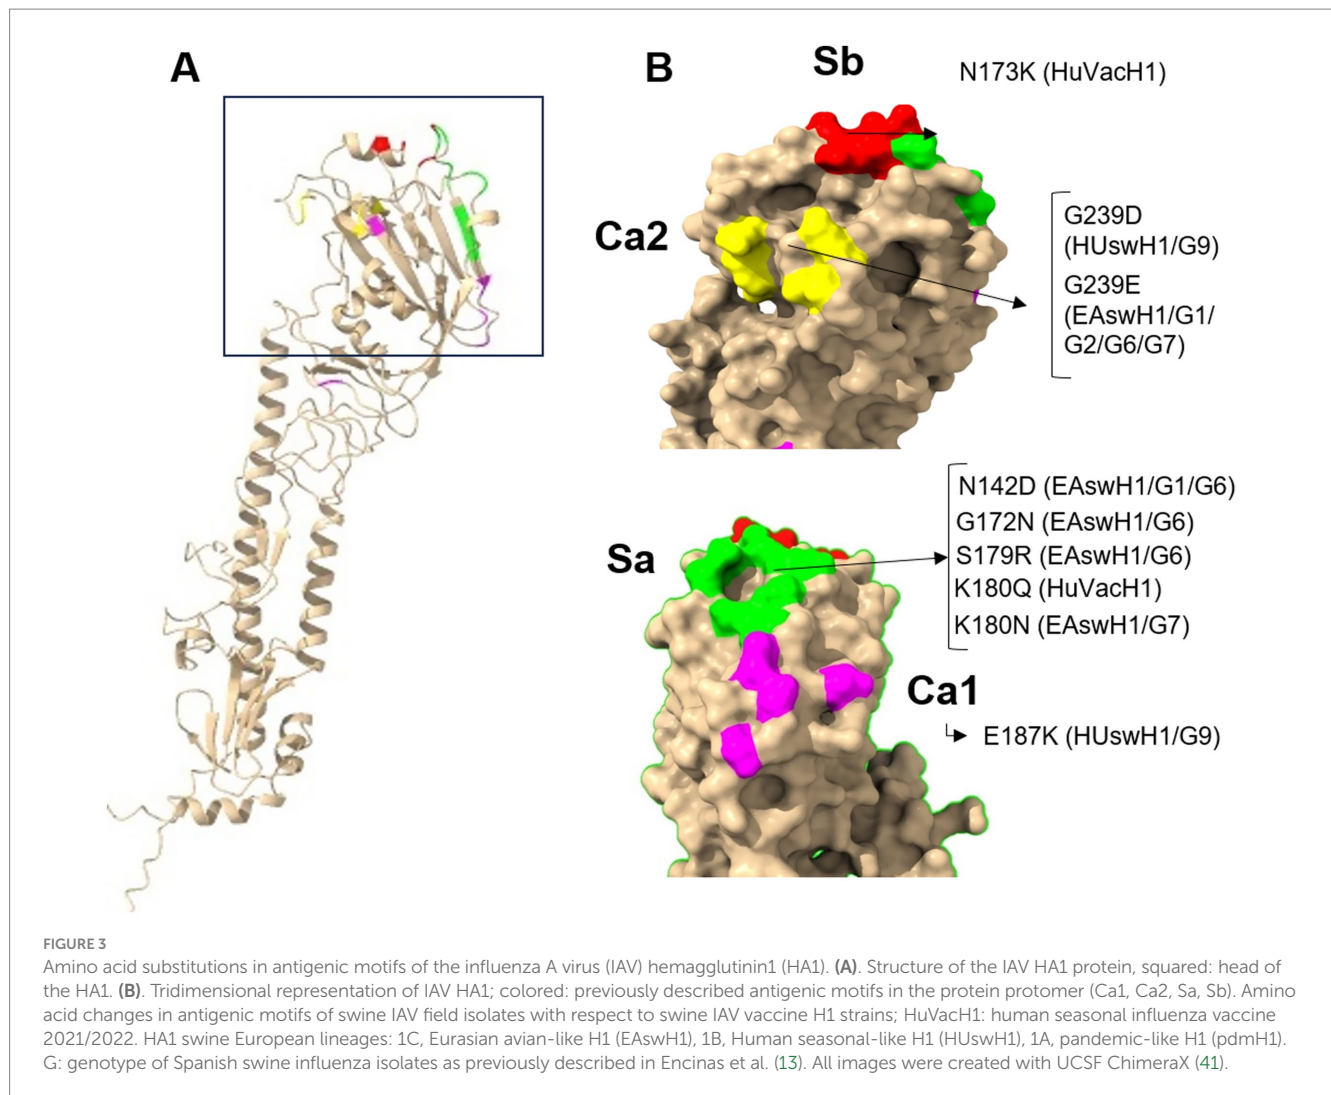 A
B
Sb
N173K (HuVacH1)
Ca2
G239D
(HUswH1/G9)
G239E
(EAswH1/G1/
G2/G6/G7)
Sa
N142D (EAswH1/G1/G6)
G172N (EAswH1/G6)
S179R (EAswH1/G6)
K180Q (HuVacH1)
K180N (EAswH1/G7)
Ca1
E187K (HUswH1/G9)
FIGURE 3
Amino acid substitutions in antigenic motifs of the influenza A virus (IAV) hemagglutinin1 (HA1). (A). Structure of the IAV HA1 protein, squared: head of
the HA1. (B). Tridimensional representation of IAV HA1; colored: previously described antigenic motifs in the protein protomer (Ca1, Ca2, Sa, Sb). Amino
acid changes in antigenic motifs of swine IAV field isolates with respect to swine IAV vaccine H1 strains; HuVacH1: human seasonal influenza vaccine
2021/2022. HA1 swine European lineages: 1C, Eurasian avian-like H1 (EAswH1), 1B, Human seasonal-like H1 (HUswH1), 1A, pandemic-like H1 (pdmH1).
G: genotype of Spanish swine influenza isolates as previously described in Encinas et al. (13). All images were created with UCSF ChimeraX (41).